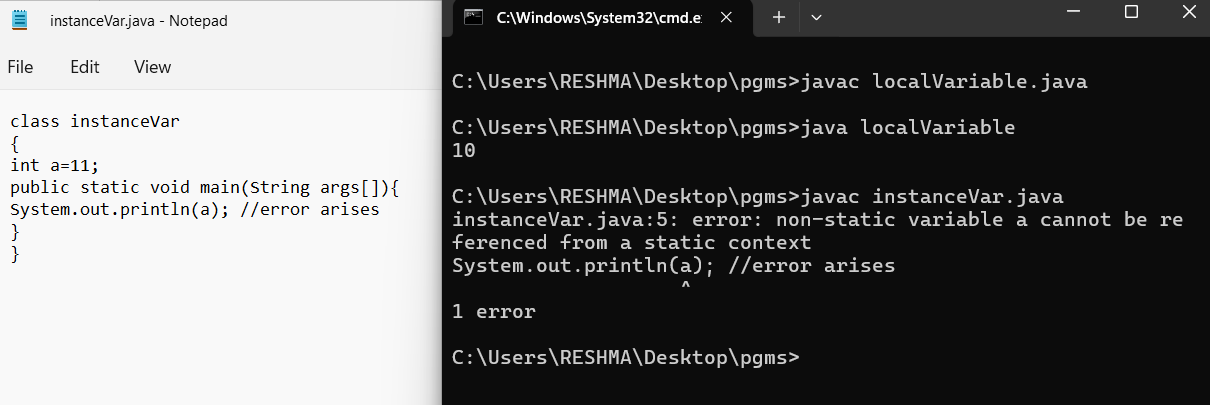 instanceVar.java - Notepad
File Edit View
class instanceVar
{
int a=11;
public static void main(String args[]){
System.out.println(a); //error arises
}
}
C:\Windows\System32\cmd.e
C:\Users\RESHMA\Desktop\pgms>javac localVariable.java
C:\Users\RESHMA\Desktop\pgms>java localVariable
10
C:\Users\RESHMA\Desktop\pgms>javac instanceVar.java
instanceVar.java:5: error: non-static variable a cannot be re
ferenced from a static context
System.out.println(a); //error arises
^
1 error
C:\Users\RESHMA\Desktop\pgms>